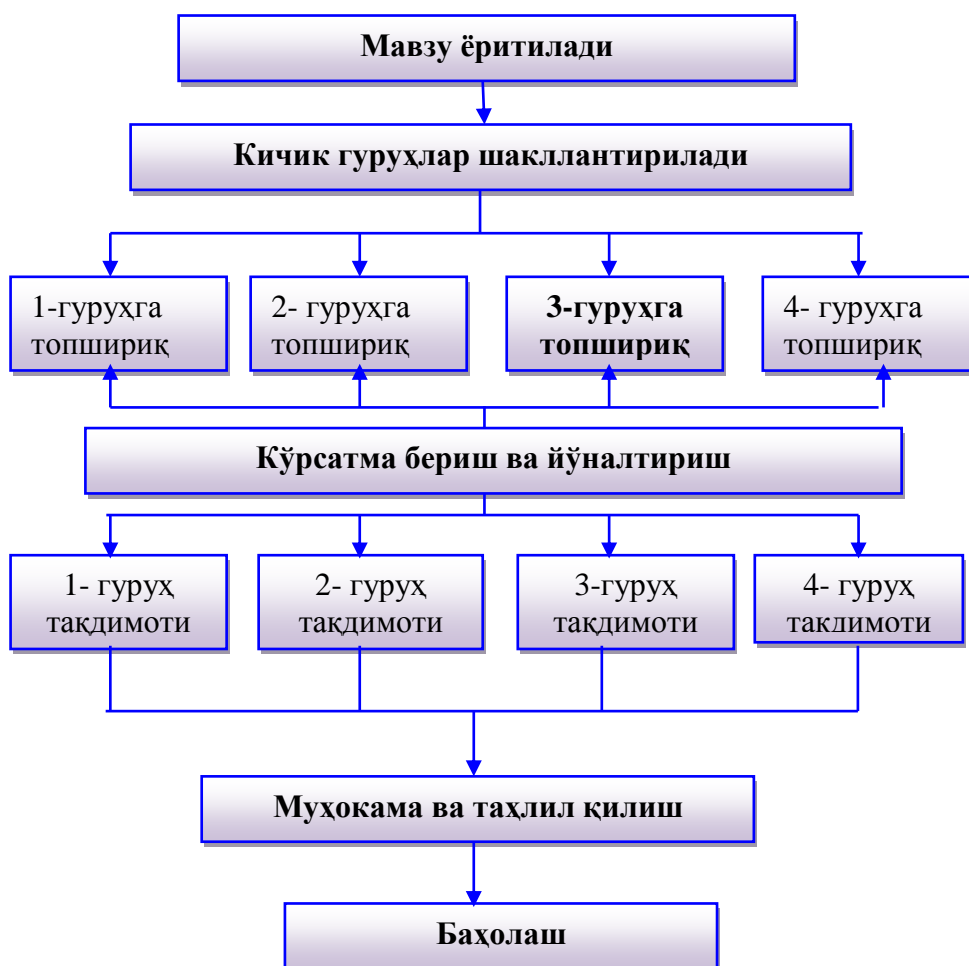 Мавзу ёритилади
Кичик гуруҳлар шакллантирилади
1-гуруҳга
топшириқ
2- гуруҳга
топшириқ
3-гуруҳга
топшириқ
4- гуруҳга
топшириқ
Кўрсатма бериш ва йўналтириш
1- гуруҳ
тақдимоти
2- гуруҳ
тақдимоти
3-гуруҳ
тақдимоти
4- гуруҳ
тақдимоти
Муҳокама ва таҳлил қилиш
Баҳолаш